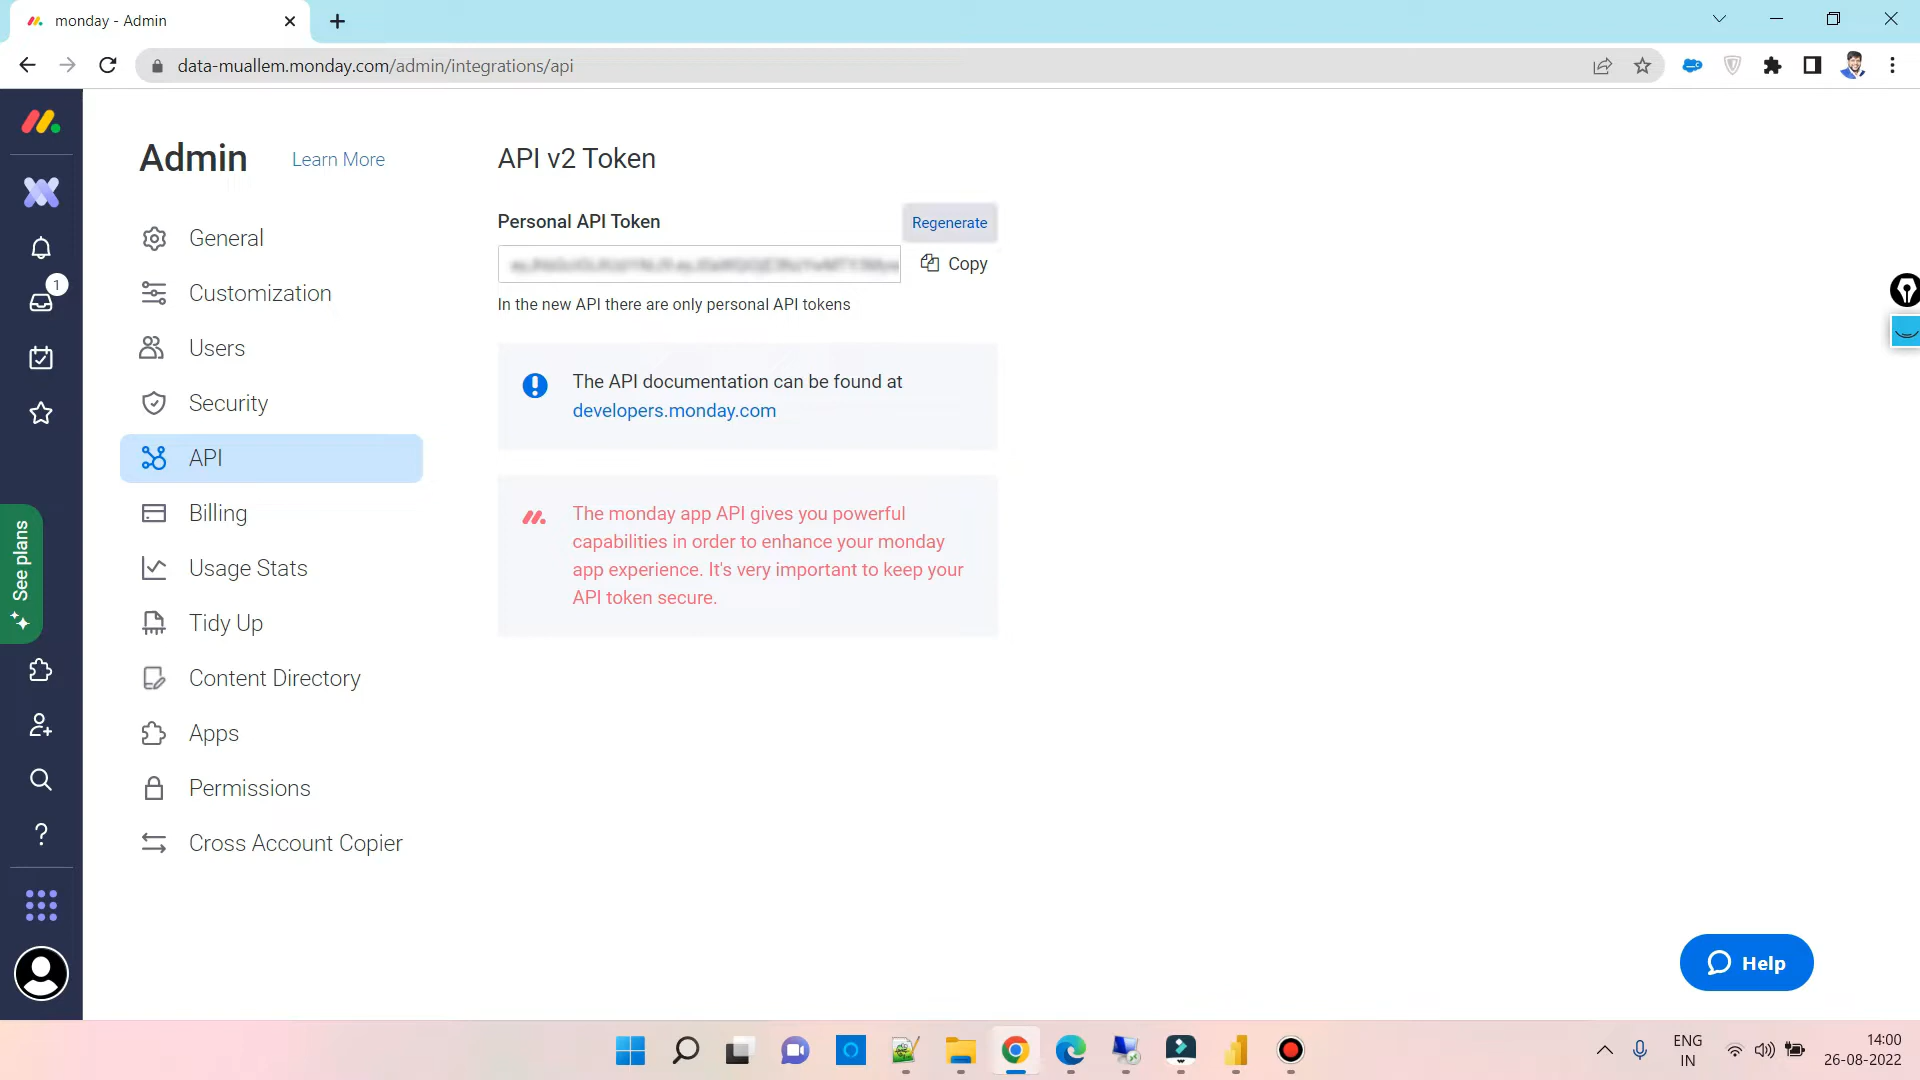 monday - Admin
data-muallem.monday.com/admin/integrations/api
Admin
Learn More
General
Customization
Users
Security
API
Billing
Usage Stats
Tidy Up
Content Directory
Apps
Permissions
Cross Account Copier
1
See plans
API v2 Token
Personal API Token
Regenerate
Copy
In the new API there are only personal API tokens
The API documentation can be found at
developers.monday.com
The monday app API gives you powerful
capabilities in order to enhance your monday
app experience. It's very important to keep your
API token secure.
Help
ENG
IN
14:00
26-08-2022